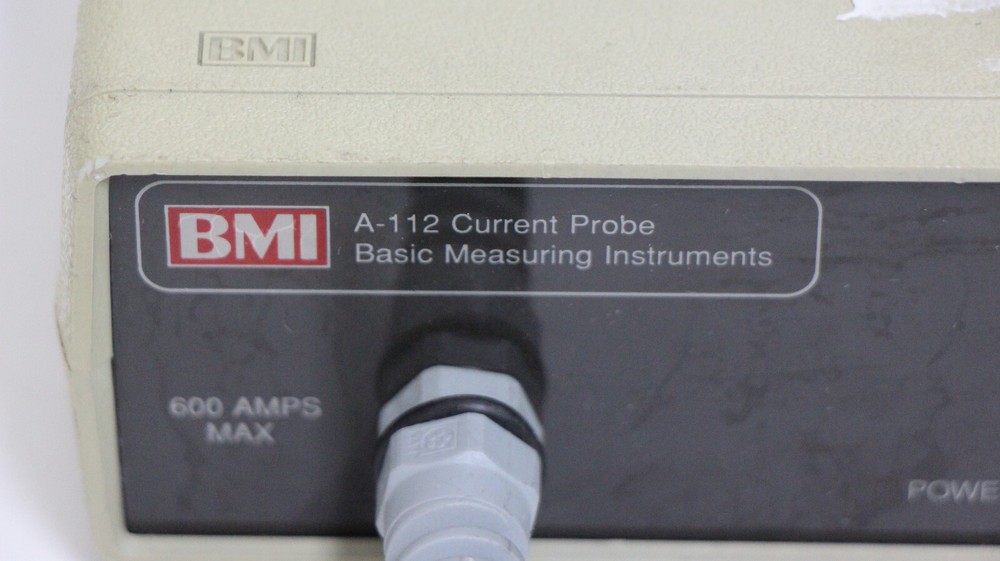 BMI
BMI
A-112 Current Probe
Basic Measuring Instruments
600 AMPS
MAX
POWE